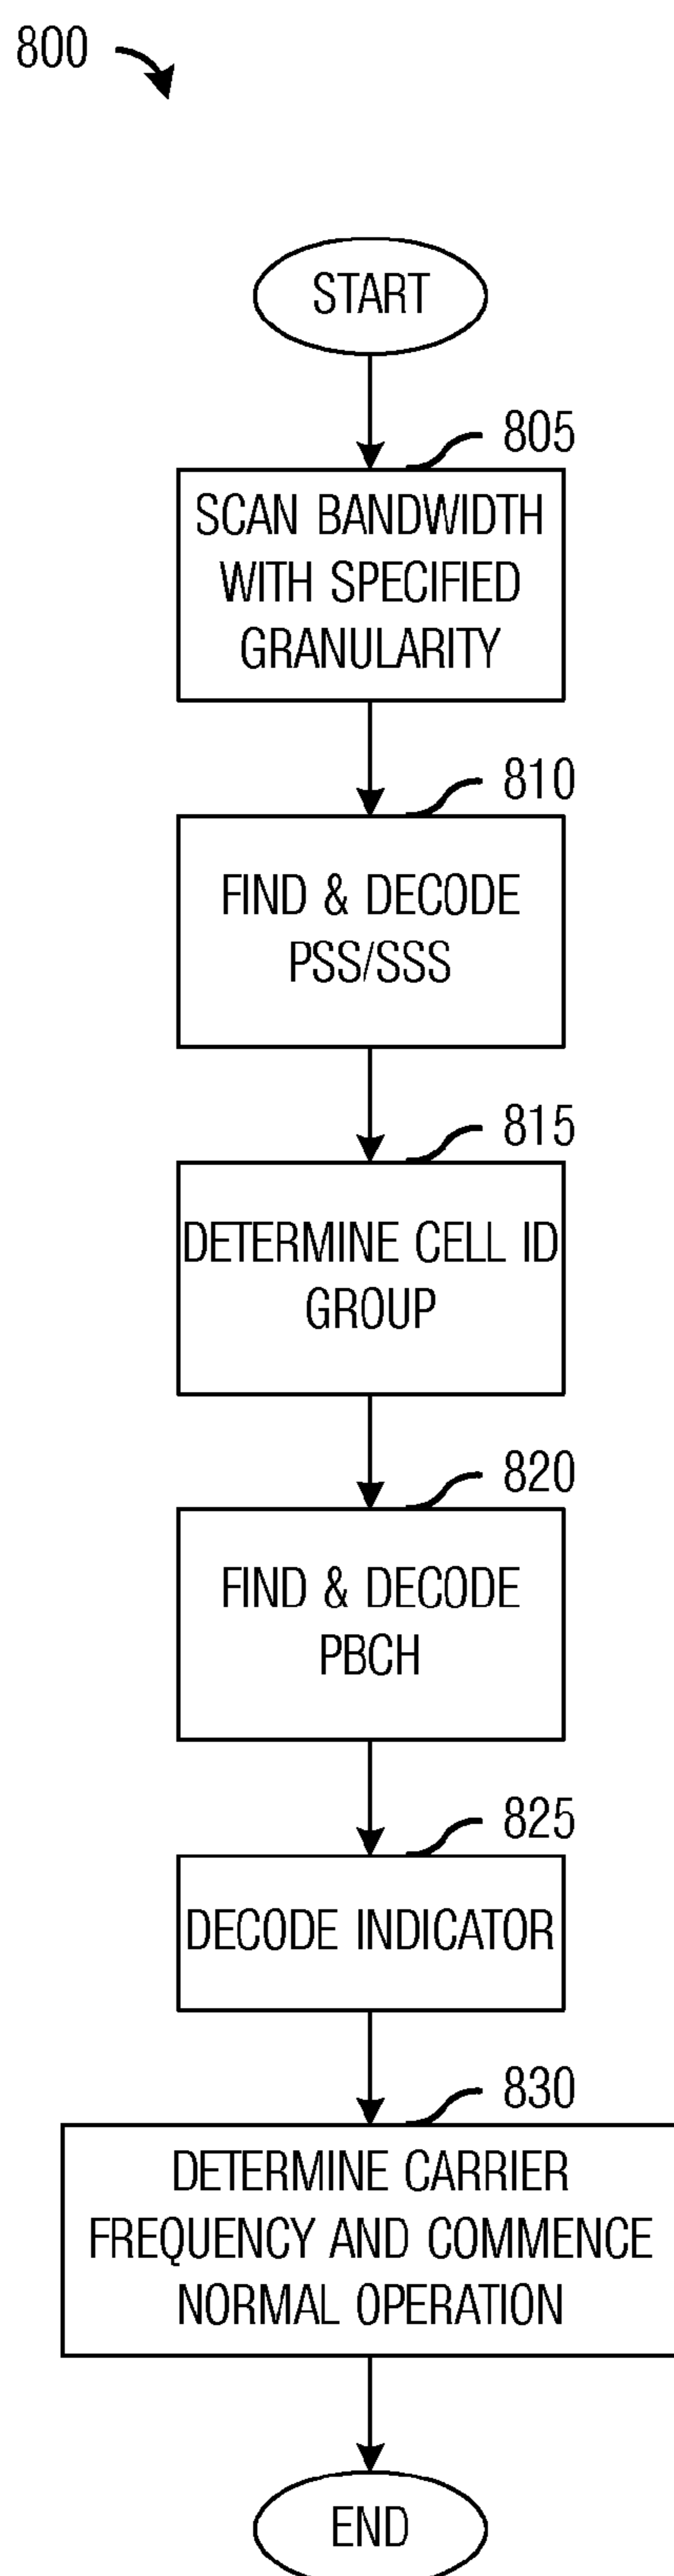 800
START
805
SCAN BANDWIDTH
WITH SPECIFIED
GRANULARITY
810
FIND & DECODE
PSS/SSS
815
DETERMINE CELL ID
GROUP
820
FIND & DECODE
PBCH
825
DECODE INDICATOR
830
DETERMINE CARRIER
FREQUENCY AND COMMENCE
NORMAL OPERATION
END